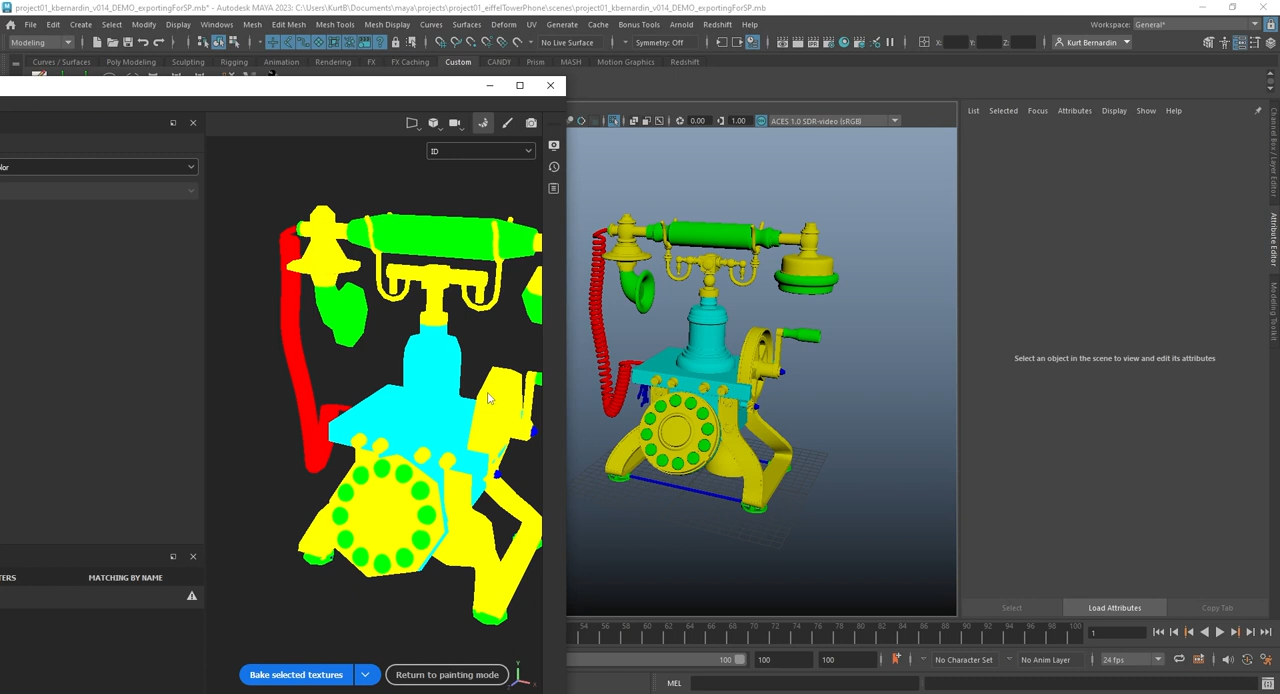 project01_kbernardin_v014_DEMO_exportingForSP.mb* - Autodesk MAYA 2023: C:\Users\KurtB\Documents\maya\projects\project01_eiffelTowerPhone\scenes\project01_kbernardin_v014_DEMO_exportingForSP.mb
File Edit Create Select Modify Display Windows Mesh Edit Mesh Mesh Tools Mesh Display Curves Surfaces Deform UV Generate Cache Bonus Tools Arnold Redshift Help
Workspace: General*
Modeling
No Live Surface
Symmetry: Off
X:
Y:
Z:
Kurt Bernardin
Curves / Surfaces Poly Modeling Sculpting Rigging Animation Rendering FX FX Caching Custom CANDY Prism MASH Motion Graphics Redshift
0.00
1.00
ACES 1.0 SDR-video (sRGB)
List Selected Focus Attributes Display Show Help
Channel Box / Layer Editor
Attribute Editor
Modeling Toolkit
lor
ID
Select an object in the scene to view and edit its attributes
TERS
MATCHING BY NAME
Select
Load Attributes
Copy Tab
54 56 58 60 62 64 66 68 70 72 74 76 78 80 82 84 86 88 90 92 94 96 98 100
1
100
100
100
No Character Set
No Anim Layer
24 fps
Bake selected textures
Return to painting mode
Y
X
Z
MEL